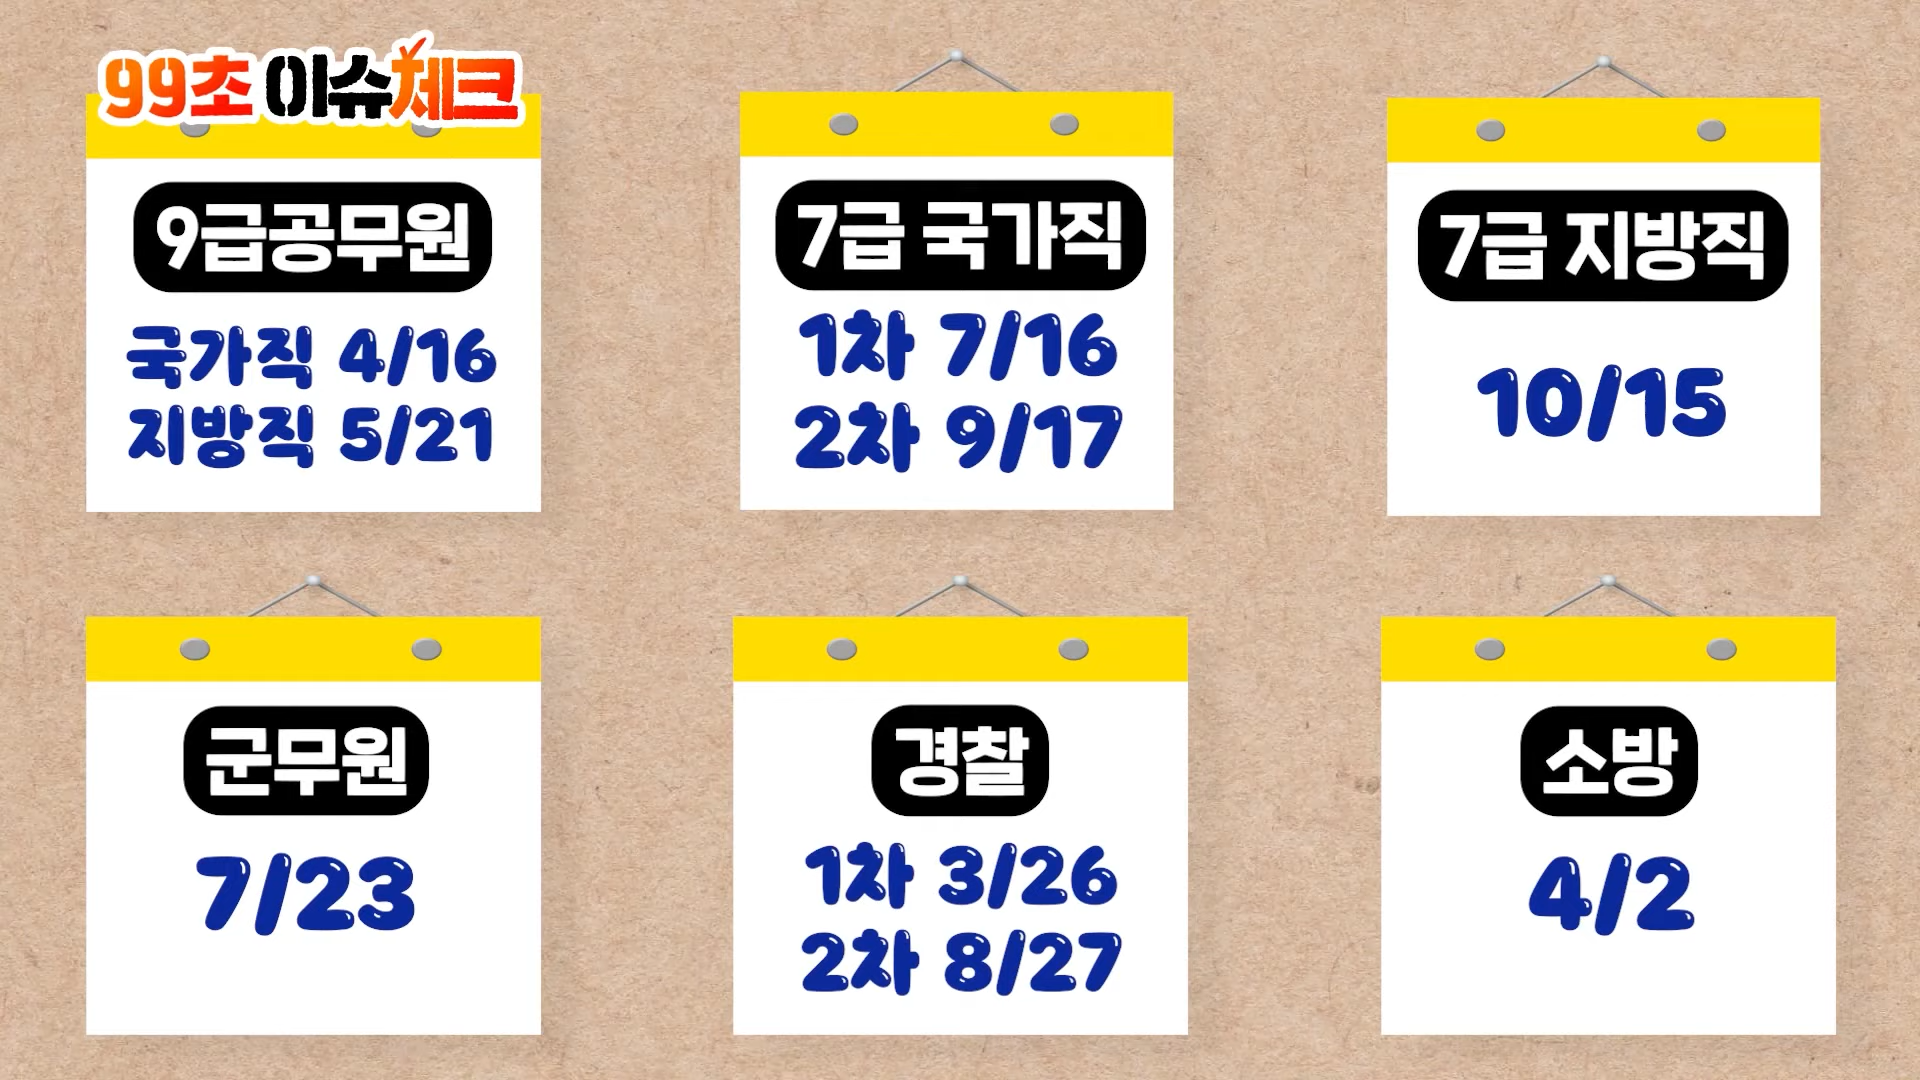 99초 이슈체크
9급공무원
국가직 4/16
지방직 5/21
7급 국가직
1차 7/16
2차 9/17
7급 지방직
10/15
군무원
7/23
경찰
1차 3/26
2차 8/27
소방
4/2